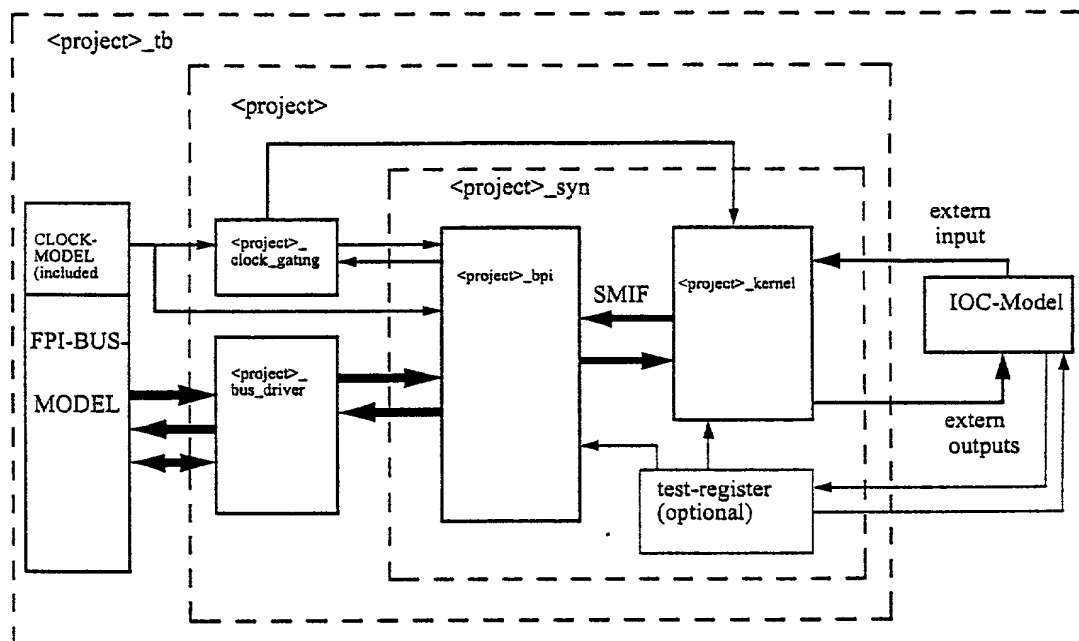 <project>_tb
<project>
<project>_syn
CLOCK-
MODEL
(included
<project>_
clock_gating
<project>_bpi
<project>_kernel
SMIF
extern
input
IOC-Model
FPI-BUS-
MODEL
<project>_
bus_driver
extern
outputs
test-register
(optional)